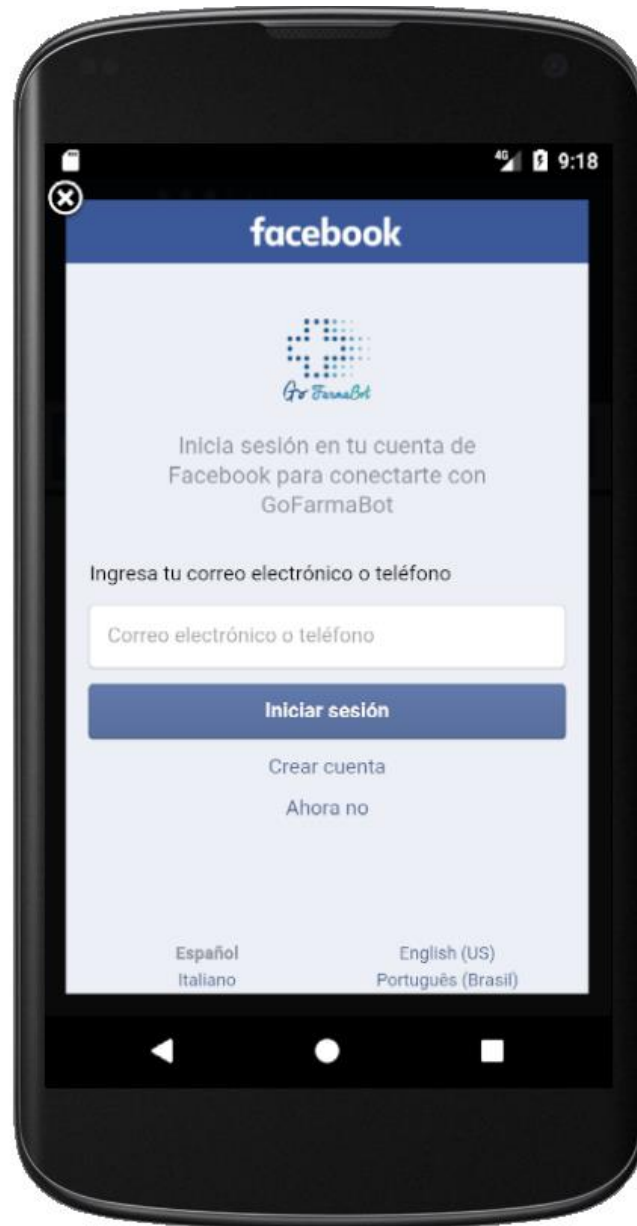 4G 9:18
facebook
Go FarmaBot
Inicia sesión en tu cuenta de
Facebook para conectarte con
GoFarmaBot
Ingresa tu correo electrónico o teléfono
Correo electrónico o teléfono
Iniciar sesión
Crear cuenta
Ahora no
Español English (US)
Italiano Português (Brasil)